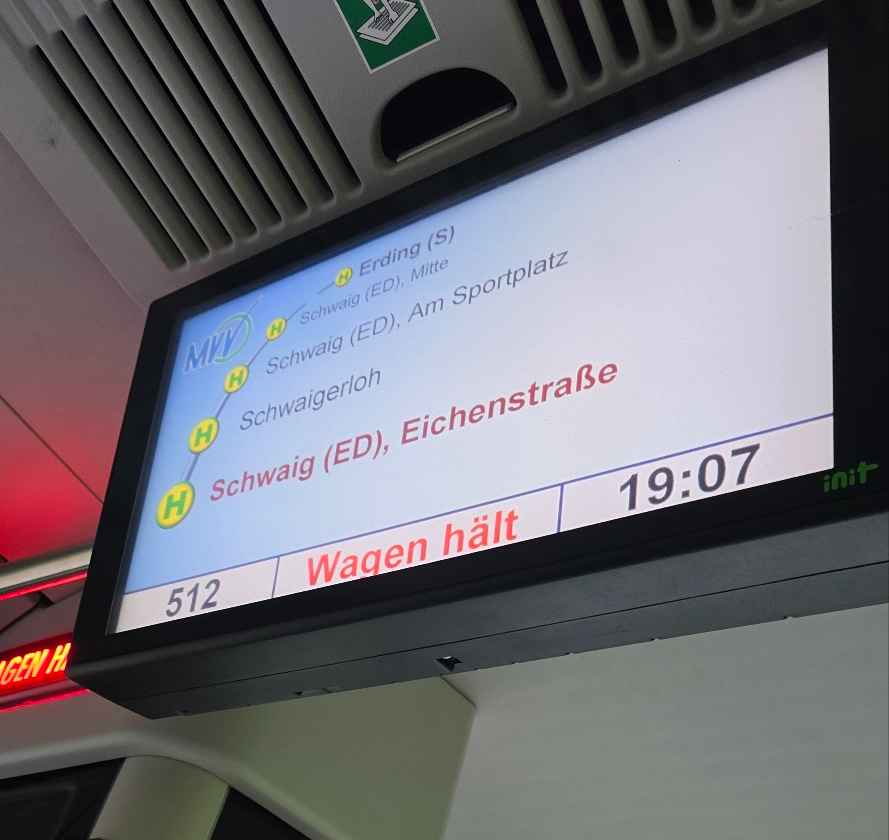 MVV
H Erding (S)
H Schwaig (ED), Mitte
H Schwaig (ED), Am Sportplatz
H Schwaigerloh
H Schwaig (ED), Eichenstraße
512
Wagen hält
19:07
init
AGEN H